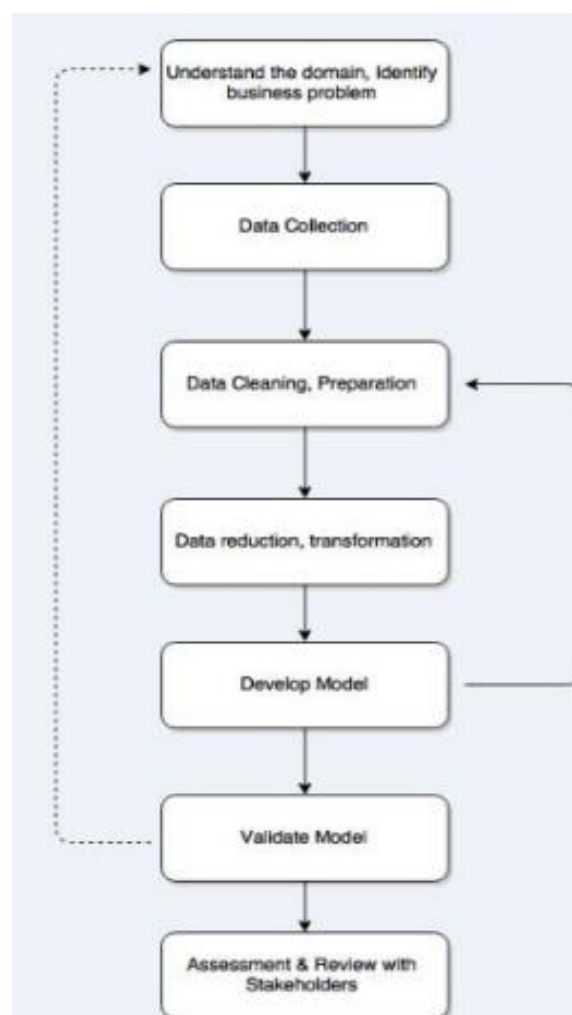 Understand the domain, Identify
business problem
Data Collection
Data Cleaning, Preparation
Data reduction, transformation
Develop Model
Validate Model
Assessment & Review with
Stakeholders